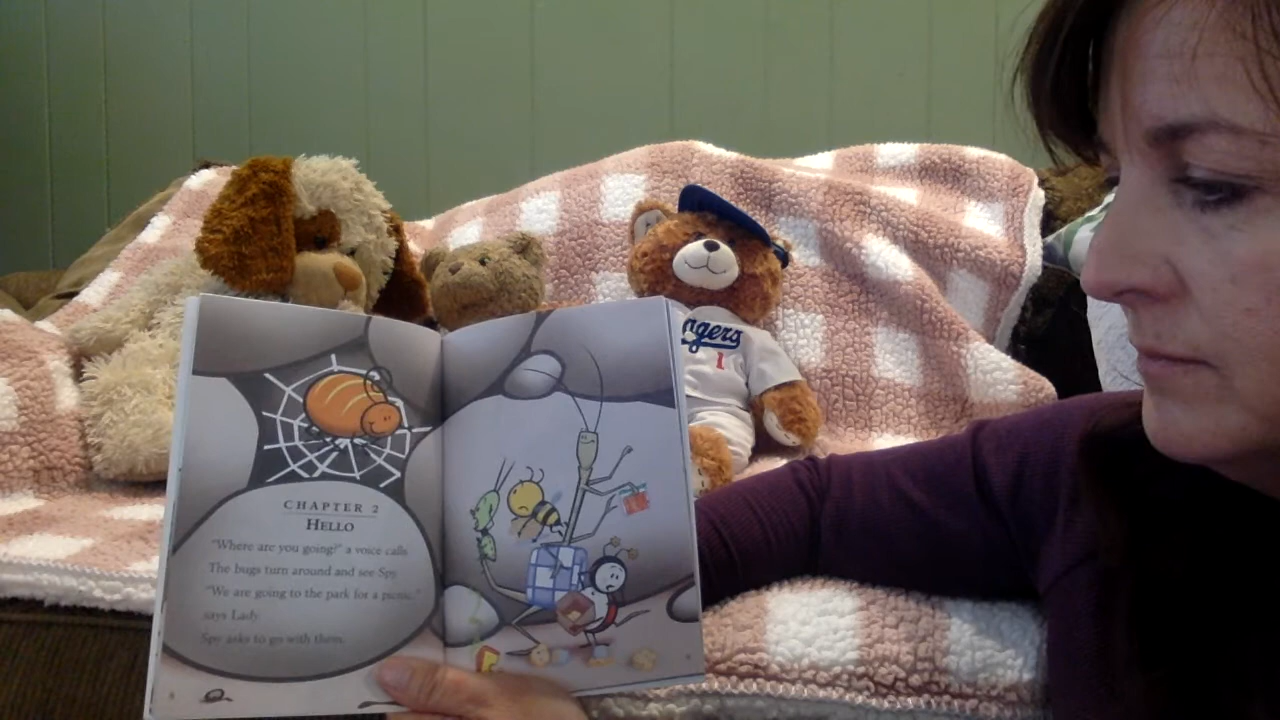 CHAPTER 2
HELLO
"Where are you going?" a voice calls.
The bugs turn around and see Spy.
"We are going to the park for a picnic,"
says Lady.
Spy asks to go with them.
agers
1